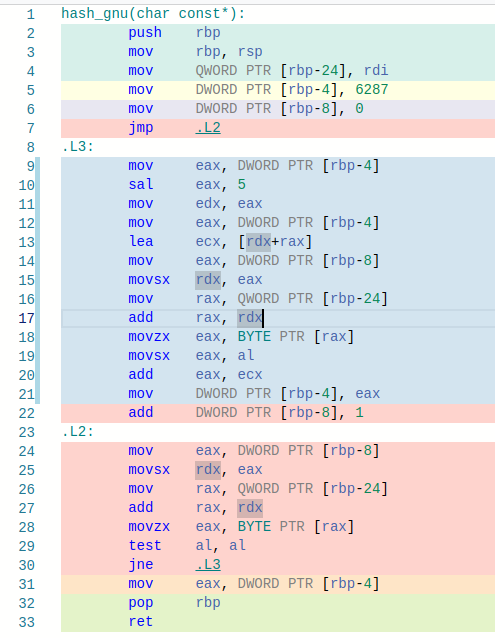 1 hash_gnu(char const*):
2 push rbp
3 mov rbp, rsp
4 mov QWORD PTR [rbp-24], rdi
5 mov DWORD PTR [rbp-4], 6287
6 mov DWORD PTR [rbp-8], 0
7 jmp .L2
8 .L3:
9 mov eax, DWORD PTR [rbp-4]
10 sal eax, 5
11 mov edx, eax
12 mov eax, DWORD PTR [rbp-4]
13 lea ecx, [rdx+rax]
14 mov eax, DWORD PTR [rbp-8]
15 movsx rdx, eax
16 mov rax, QWORD PTR [rbp-24]
17 add rax, rdx
18 movzx eax, BYTE PTR [rax]
19 movsx eax, al
20 add eax, ecx
21 mov DWORD PTR [rbp-4], eax
22 add DWORD PTR [rbp-8], 1
23 .L2:
24 mov eax, DWORD PTR [rbp-8]
25 movsx rdx, eax
26 mov rax, QWORD PTR [rbp-24]
27 add rax, rdx
28 movzx eax, BYTE PTR [rax]
29 test al, al
30 jne .L3
31 mov eax, DWORD PTR [rbp-4]
32 pop rbp
33 ret